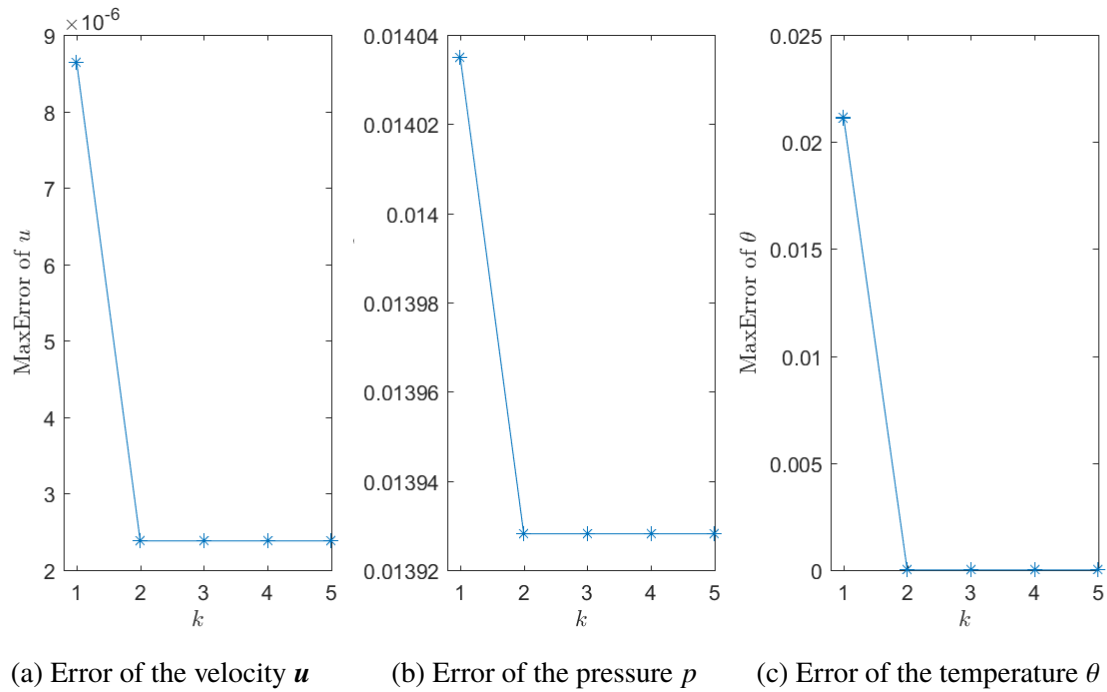 ×10⁻⁶
9
8
7
6
5
4
3
2
1 2 3 4 5
k
MaxError of u
0.01404
0.01402
0.014
0.01398
0.01396
0.01394
0.01392
1 2 3 4 5
k
0.025
0.02
0.015
0.01
0.005
0
1 2 3 4 5
k
MaxError of θ
(a) Error of the velocity u
(b) Error of the pressure p
(c) Error of the temperature θ